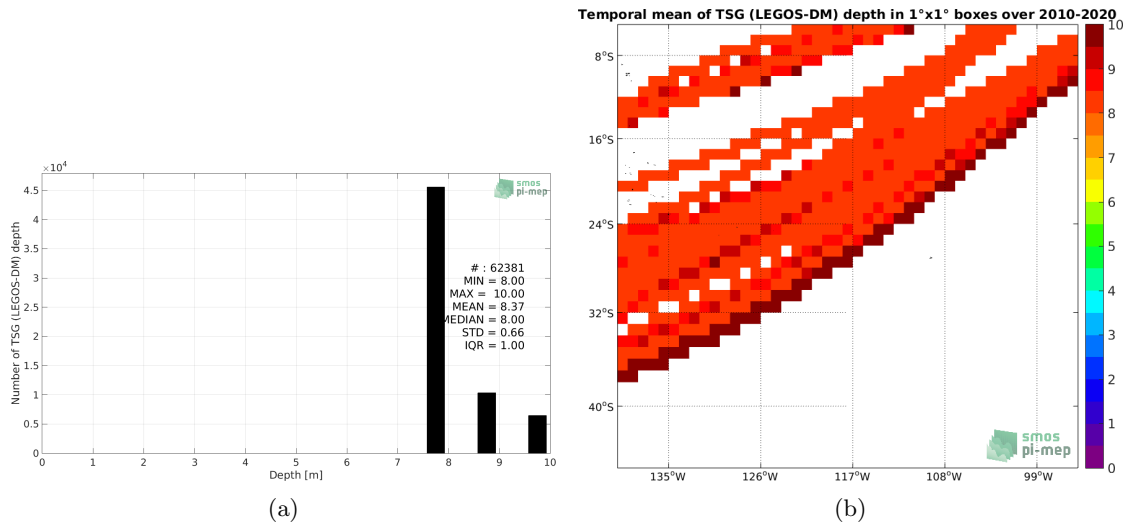 ×10⁴
4.5
4
3.5
3
2.5
2
1.5
1
0.5
0
Number of TSG (LEGOS-DM) depth
smos
pi-mep
# : 62381
MIN = 8.00
MAX = 10.00
MEAN = 8.37
MEDIAN = 8.00
STD = 0.66
IQR = 1.00
0 1 2 3 4 5 6 7 8 9 10
Depth [m]
(a)
Temporal mean of TSG (LEGOS-DM) depth in 1°x1° boxes over 2010-2020
8°S
16°S
24°S
32°S
40°S
135°W 126°W 117°W 108°W 99°W
smos
pi-mep
10
9
8
7
6
5
4
3
2
1
0
(b)